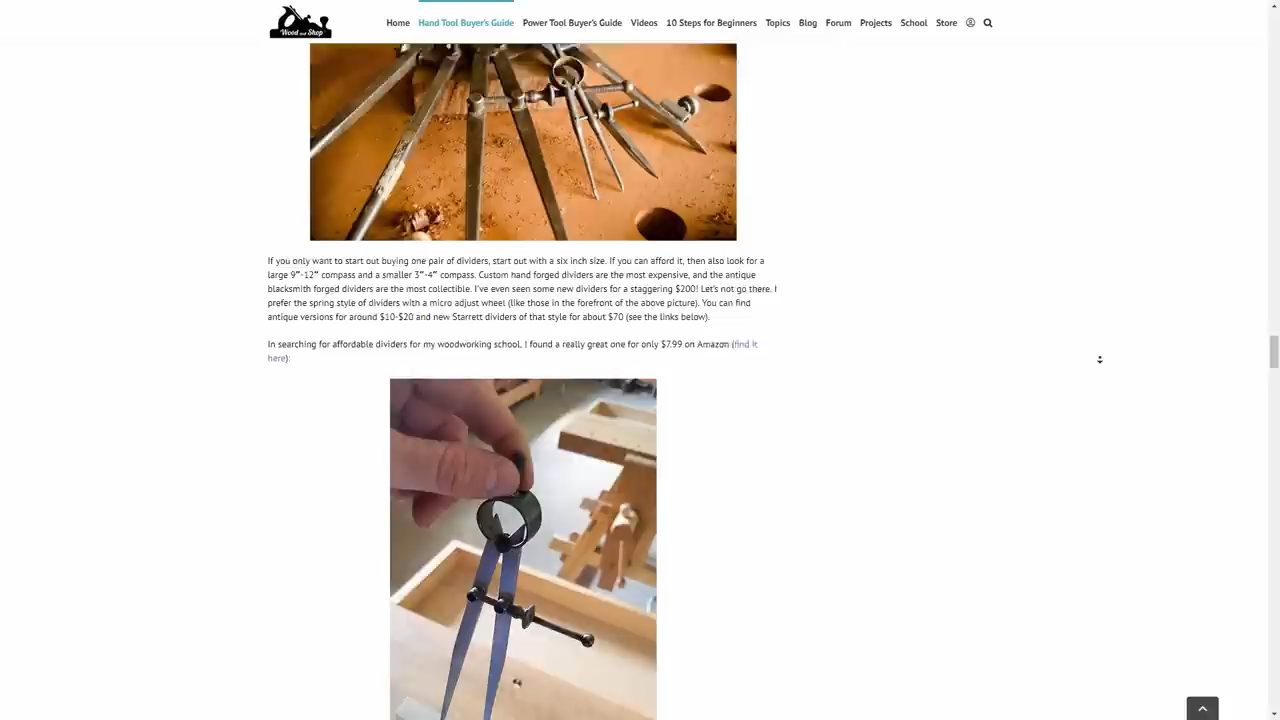 Wood and Shop
Home Hand Tool Buyer's Guide Power Tool Buyer's Guide Videos 10 Steps for Beginners Topics Blog Forum Projects School Store
If you only want to start out buying one pair of dividers, start out with a six inch size. If you can afford it, then also look for a
large 9″-12″ compass and a smaller 3″-4″ compass. Custom hand forged dividers are the most expensive, and the antique
blacksmith forged dividers are the most collectible. I've even seen some new dividers for a staggering $200! Let's not go there. I
prefer the spring style of dividers with a micro adjust wheel (like those in the forefront of the above picture). You can find
antique versions for around $10-$20 and new Starrett dividers of that style for about $70 (see the links below).
In searching for affordable dividers for my woodworking school, I found a really great one for only $7.99 on Amazon (find it
here):